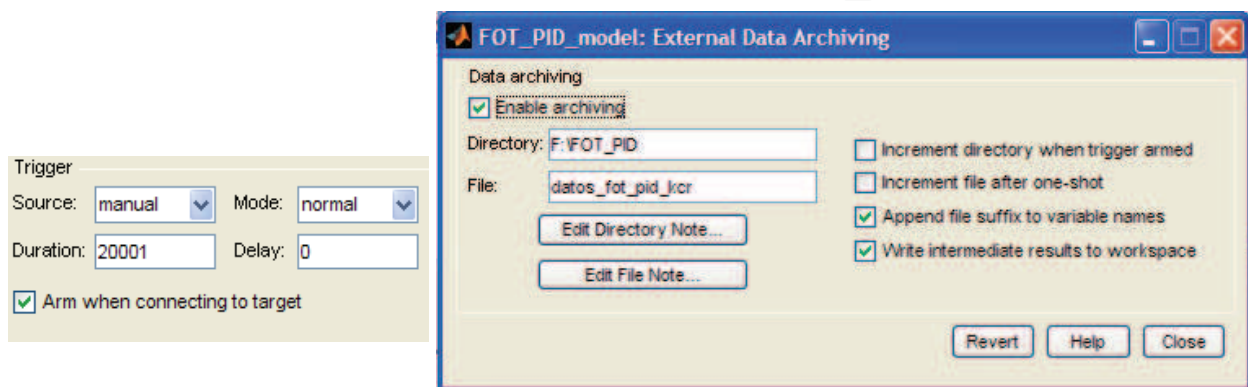 Trigger
Source: manual Mode: normal
Duration: 20001 Delay: 0
Arm when connecting to target
FOT_PID_model: External Data Archiving
Data archiving
Enable archiving
Directory: F:\FOT_PID
File: datos_fot_pid_kcr
Edit Directory Note...
Edit File Note...
Increment directory when trigger armed
Increment file after one-shot
Append file suffix to variable names
Write intermediate results to workspace
Revert Help Close